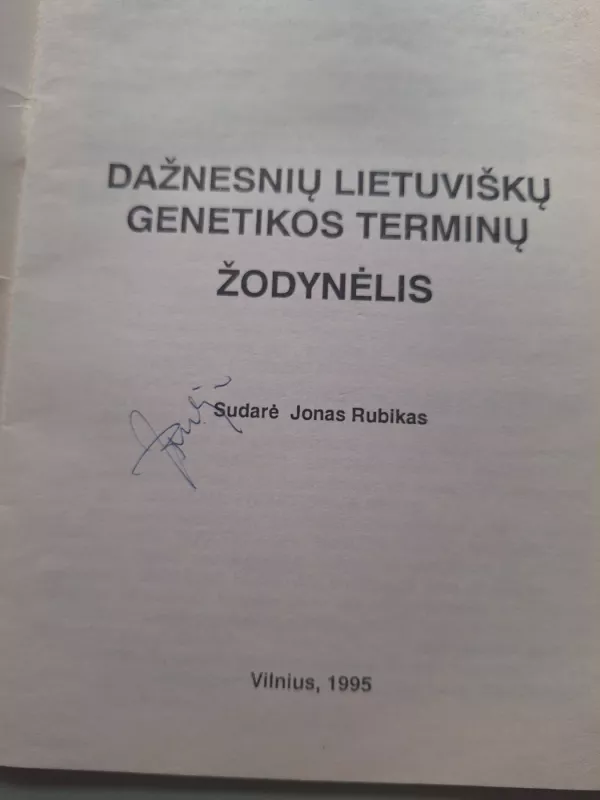 DAŽNESNIŲ LIETUVIŠKŲ
GENETIKOS TERMINŲ
ŽODYNĖLIS
Sudarė Jonas Rubikas
Vilnius, 1995